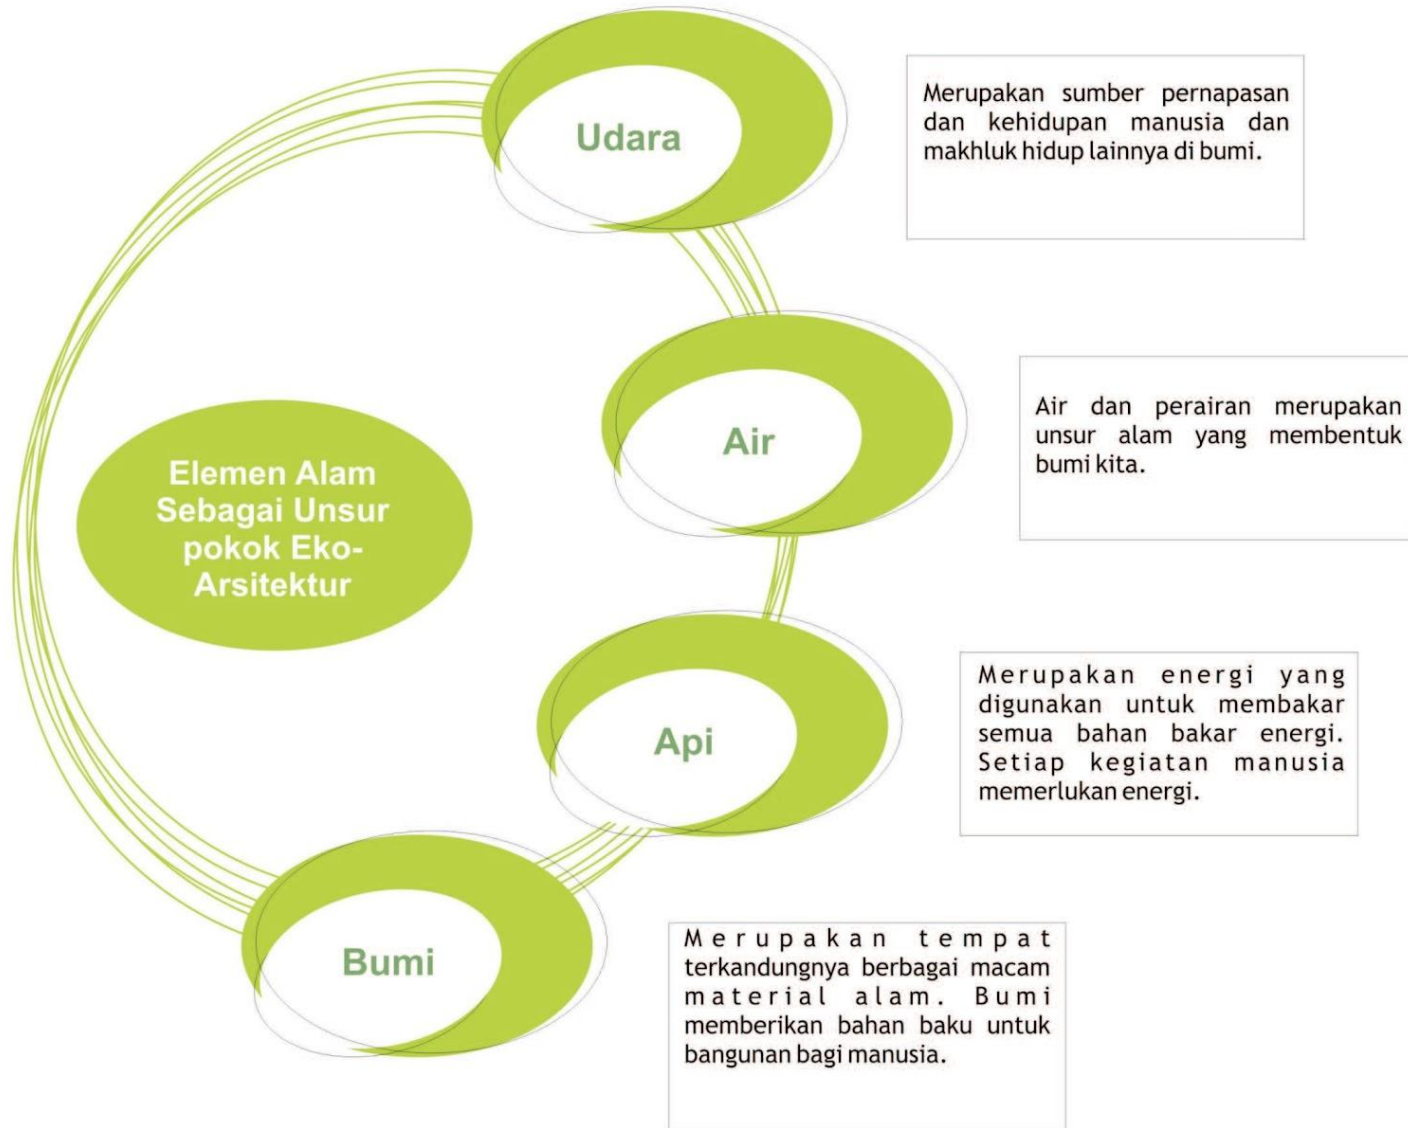 Udara
Merupakan sumber pernapasan
dan kehidupan manusia dan
makhluk hidup lainnya di bumi.
Air
Air dan perairan merupakan
unsur alam yang membentuk
bumi kita.
Elemen Alam
Sebagai Unsur
pokok Eko-
Arsitektur
Api
Merupakan energi yang
digunakan untuk membakar
semua bahan bakar energi.
Setiap kegiatan manusia
memerlukan energi.
Bumi
Merupakan tempat
terkandungnya berbagai macam
material alam. Bumi
memberikan bahan baku untuk
bangunan bagi manusia.